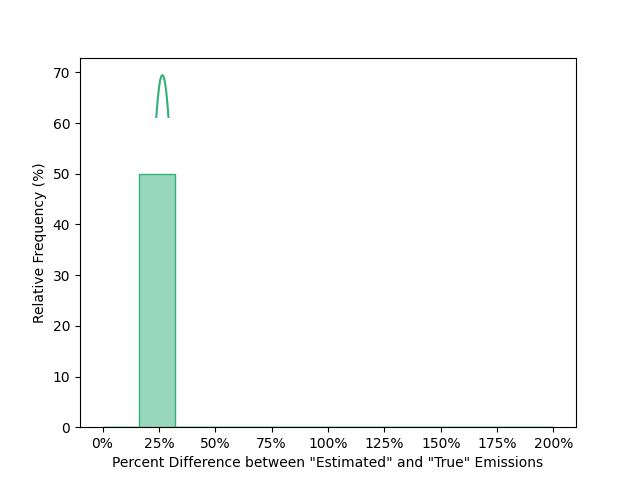 70
60
50
40
30
20
10
0
Relative Frequency (%)
0% 25% 50% 75% 100% 125% 150% 175% 200%
Percent Difference between "Estimated" and "True" Emissions